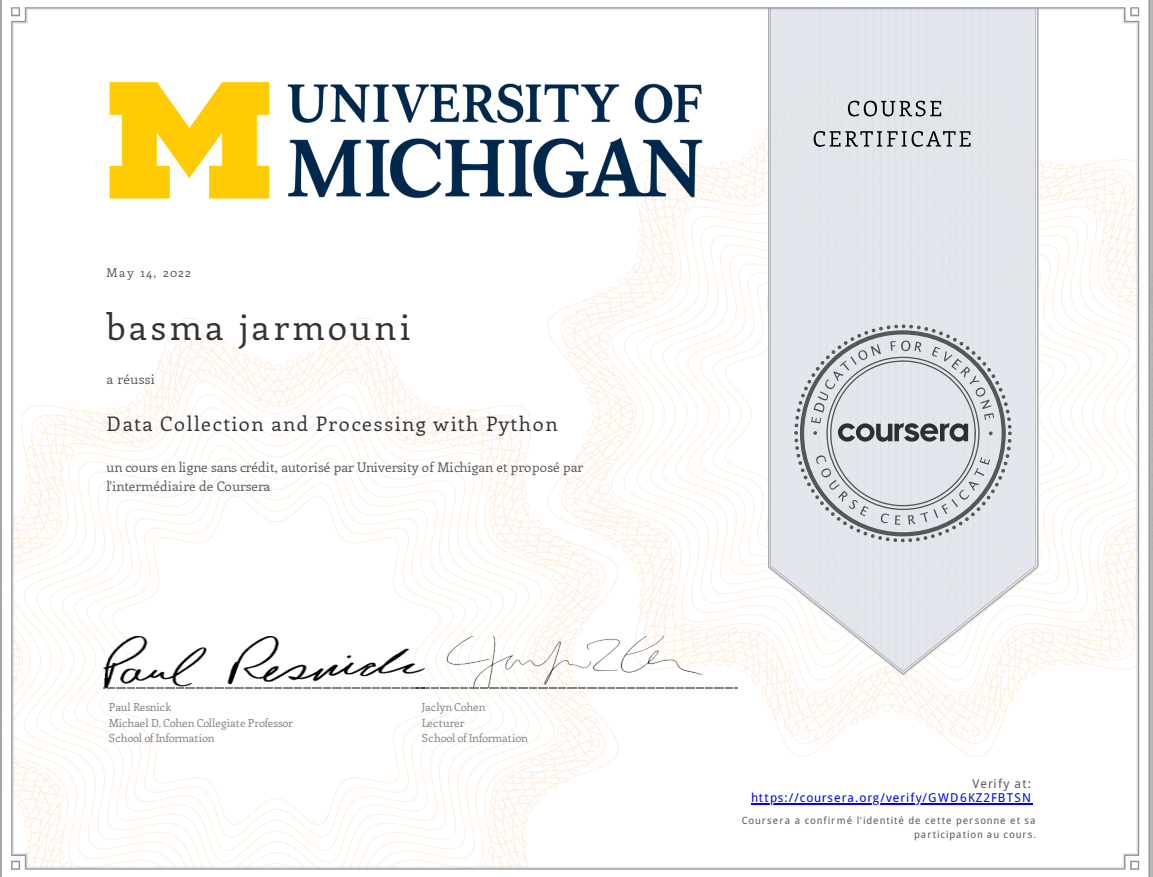 UNIVERSITY OF
MICHIGAN
COURSE
CERTIFICATE
May 14, 2022
basma jarmouni
a réussi
Data Collection and Processing with Python
un cours en ligne sans crédit, autorisé par University of Michigan et proposé par
l'intermédiaire de Coursera
EDUCATION FOR EVERYONE
coursera
COURSE CERTIFICATE
Paul Resnick
Paul Resnick
Michael D. Cohen Collegiate Professor
School of Information
Jaclyn Cohen
Lecturer
School of Information
Verify at:
https://coursera.org/verify/GWD6KZ2FBTSN
Coursera a confirmé l'identité de cette personne et sa
participation au cours.